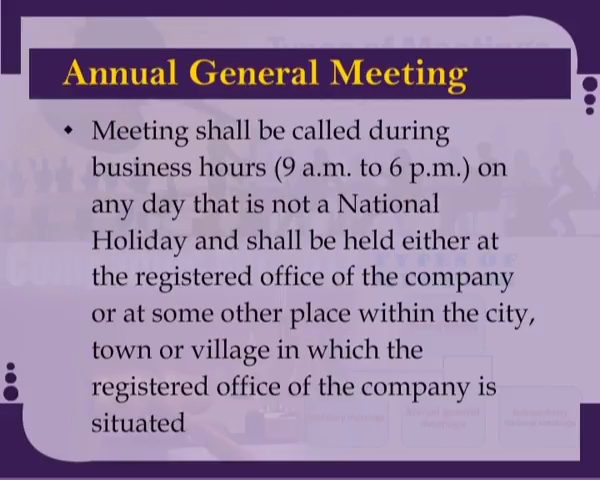 Annual General Meeting
• Meeting shall be called during
business hours (9 a.m. to 6 p.m.) on
any day that is not a National
Holiday and shall be held either at
the registered office of the company
or at some other place within the city,
town or village in which the
registered office of the company is
situated